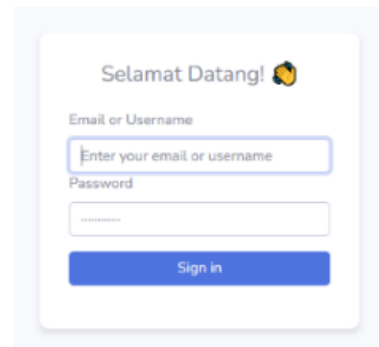 Selamat Datang! 👏
Email or Username
Enter your email or username
Password
············
Sign in